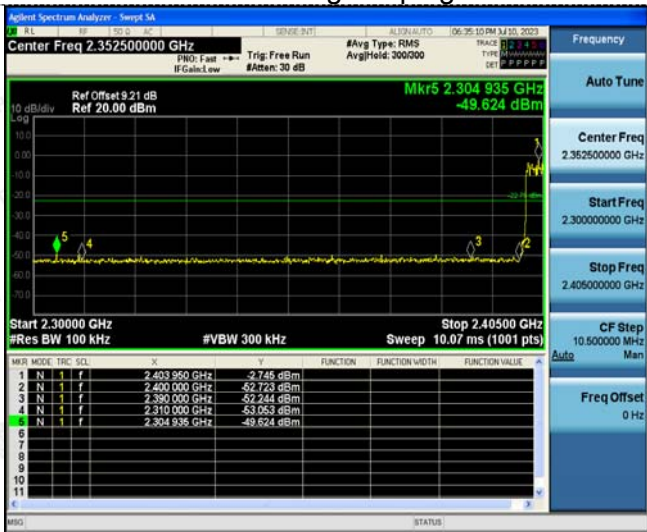 Agilent Spectrum Analyzer - Swept SA
RL RF 50 Ω AC SENSE:INT ALIGN AUTO 06:35:10 PM Jul 10, 2023
Center Freq 2.352500000 GHz
PNO: Fast Trig: Free Run
IFGain:Low #Atten: 30 dB
#Avg Type: RMS
Avg|Hold: 300/300
TRACE 1 2 3 4 5 6
TYPE
DET P P P P P P
Frequency
Auto Tune
Mkr5 2.304 935 GHz
-49.624 dBm
Ref Offset 9.21 dB
10 dB/div Ref 20.00 dBm
Log
10.0
0.00
-10.0
-20.0
-30.0
-40.0
-50.0
-60.0
-70.0
1
5
4
3
2
Center Freq
2.352500000 GHz
Start Freq
2.300000000 GHz
Stop Freq
2.405000000 GHz
CF Step
10.500000 MHz
Auto Man
Freq Offset
0 Hz
Start 2.30000 GHz Stop 2.40500 GHz
#Res BW 100 kHz #VBW 300 kHz Sweep 10.07 ms (1001 pts)
MKR MODE TRC SCL X Y FUNCTION FUNCTION WIDTH FUNCTION VALUE
1 N 1 f 2.403 950 GHz -2.745 dBm
2 N 1 f 2.400 000 GHz -52.723 dBm
3 N 1 f 2.390 000 GHz -52.244 dBm
4 N 1 f 2.310 000 GHz -53.053 dBm
5 N 1 f 2.304 935 GHz -49.624 dBm
6
7
8
9
10
11
MSG STATUS